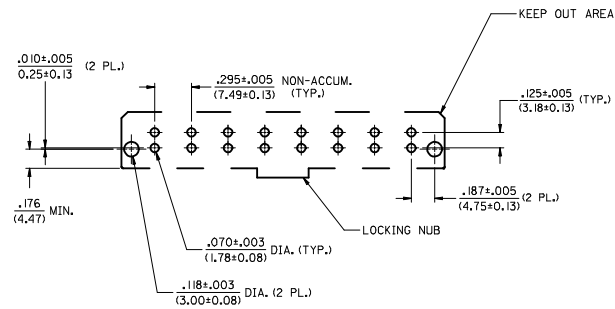 KEEP OUT AREA
.010±.005 (2 PL.)
0.25±0.13
.295±.005 NON-ACCUM.
(7.49±0.13) (TYP.)
.125±.005 (TYP.)
(3.18±0.13)
.176 MIN.
(4.47)
.187±.005 (2 PL.)
(4.75±0.13)
LOCKING NUB
.070±.003 DIA. (TYP.)
(1.78±0.08)
.118±.003 DIA. (2 PL.)
(3.00±0.08)